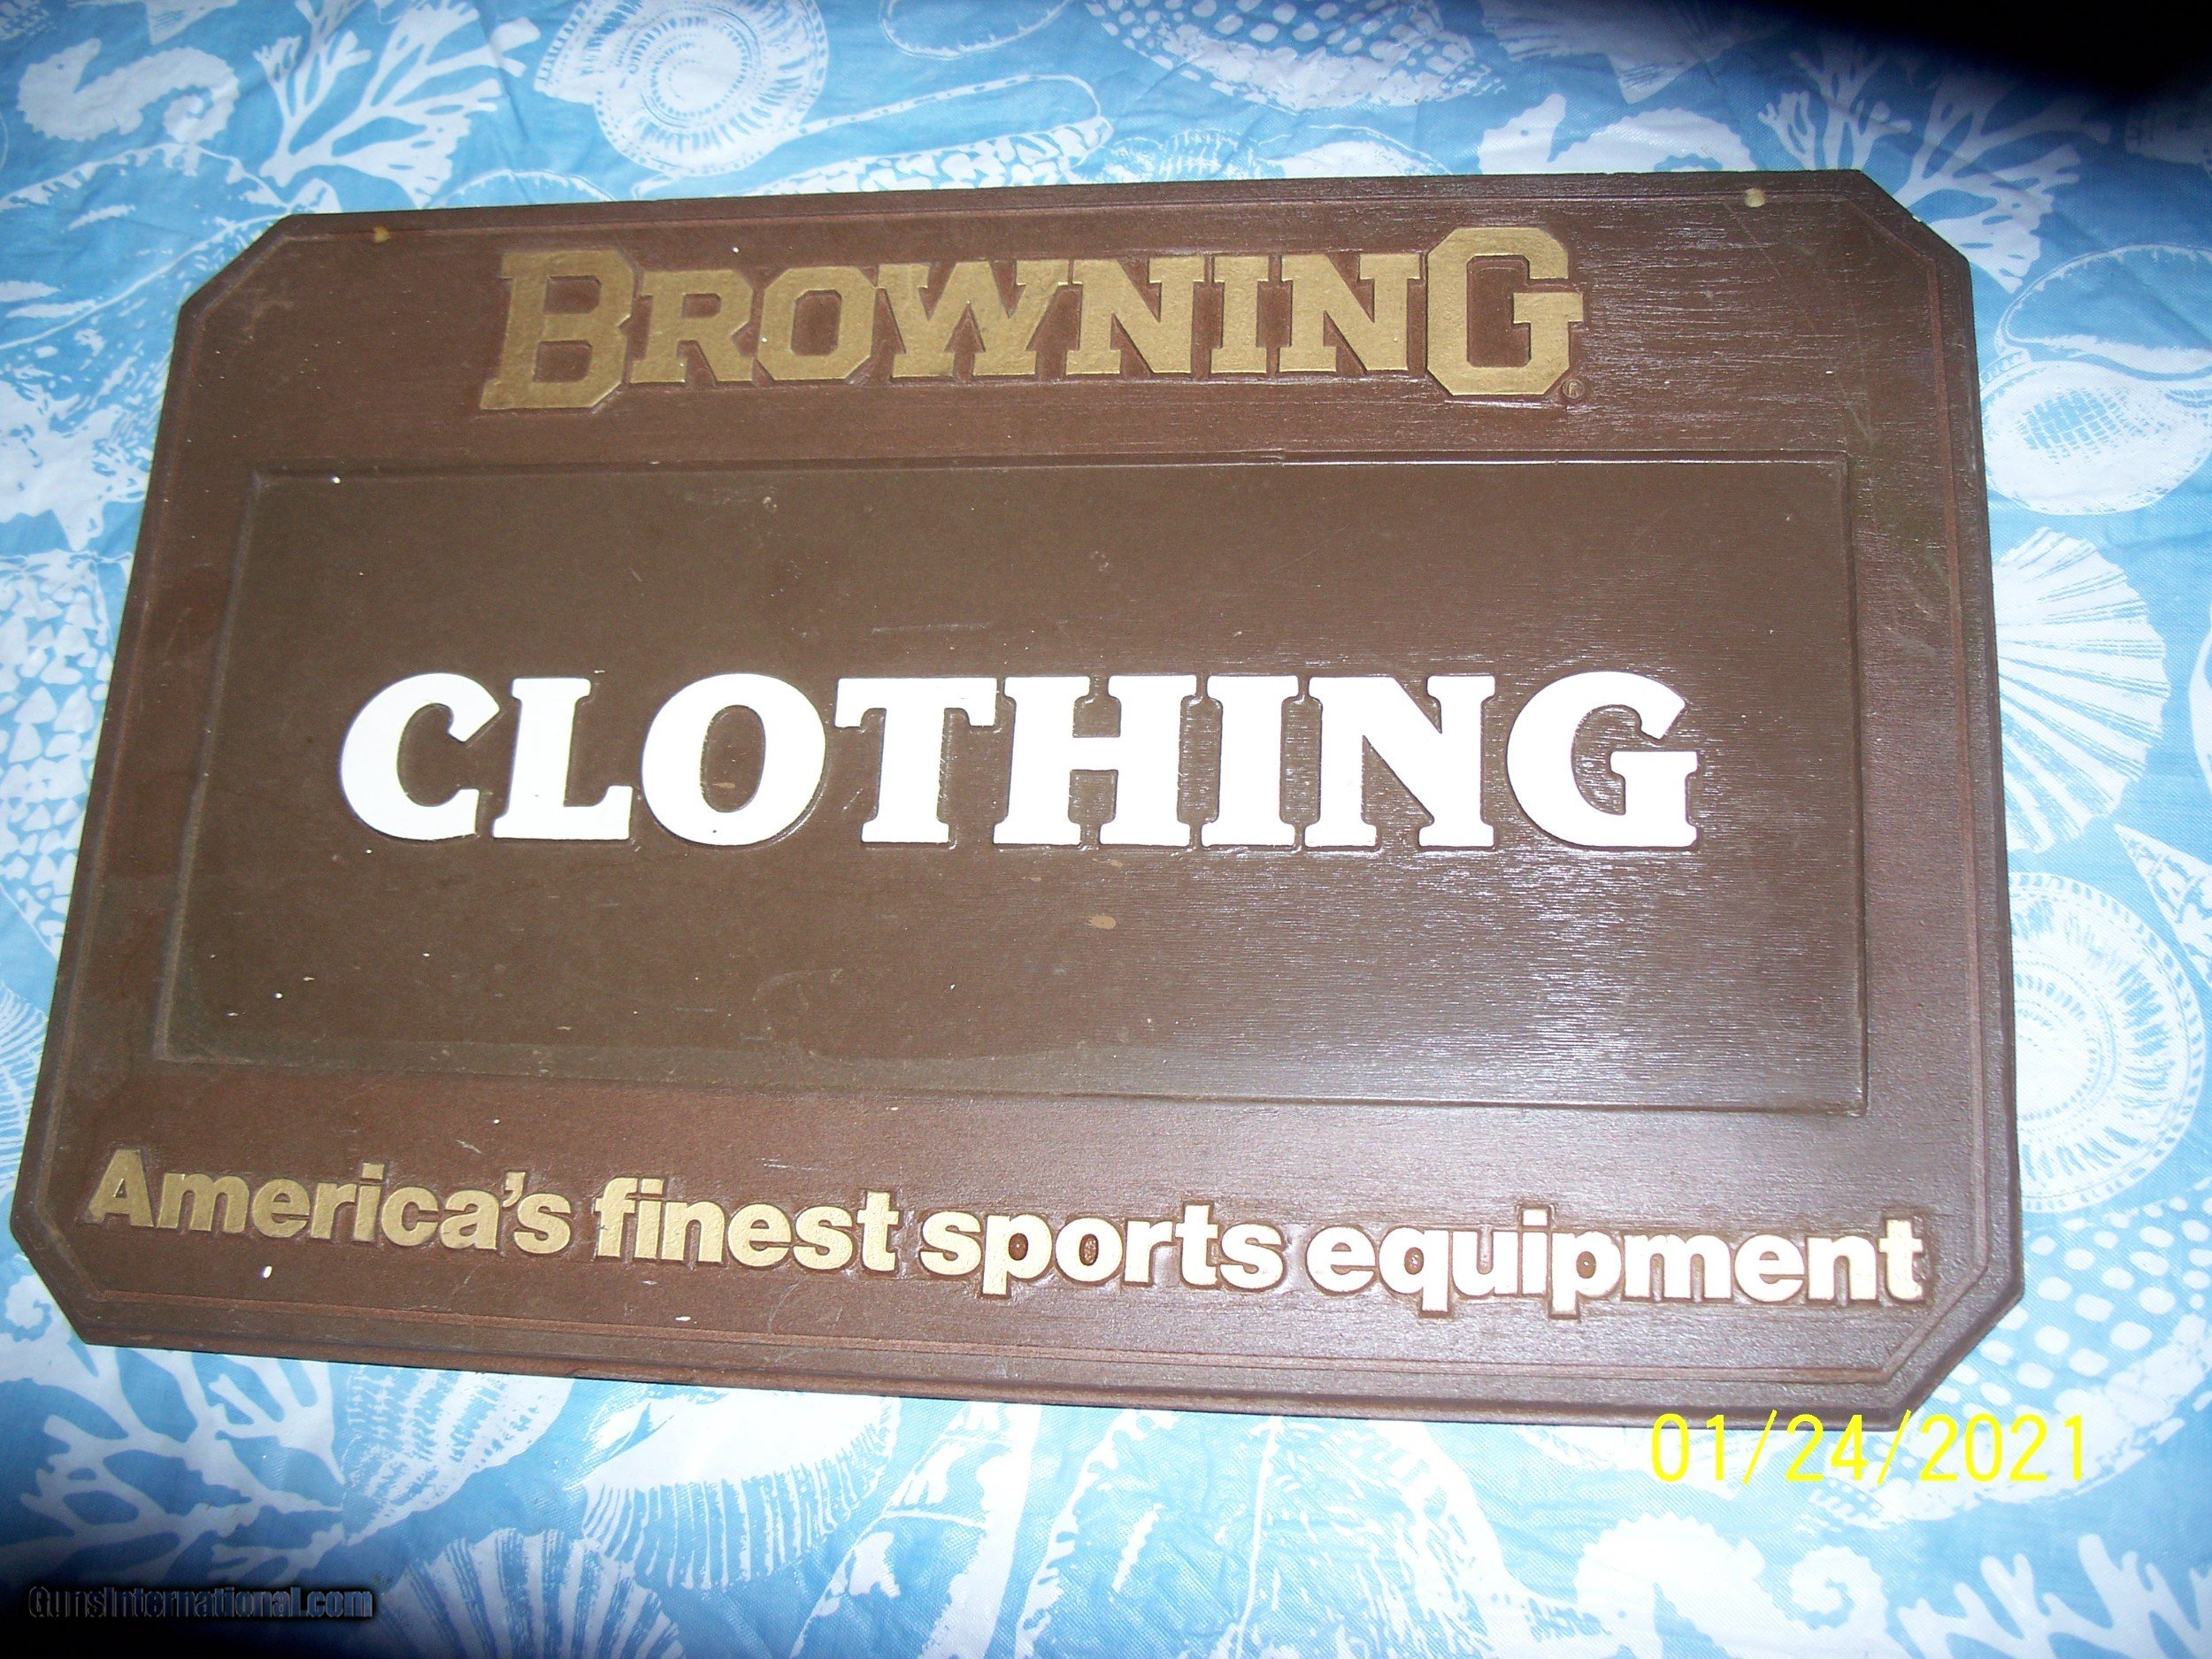 BROWNING®
CLOTHING
America's finest sports equipment
01/24/2021
GunsInternational.com